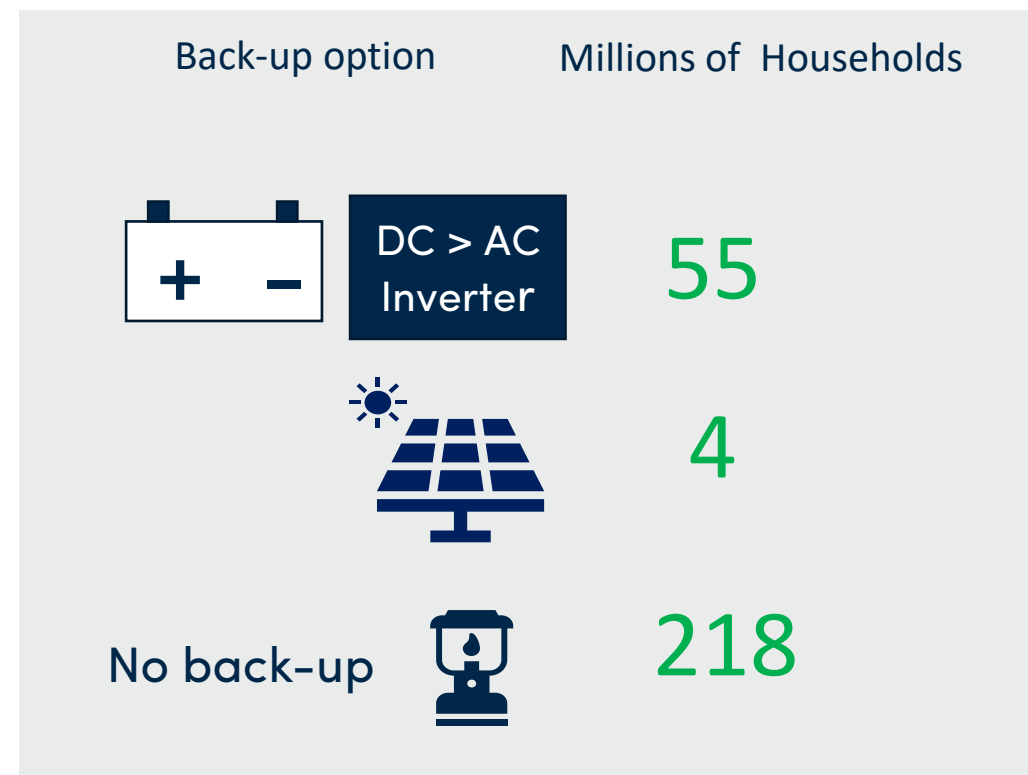 Back-up option Millions of Households
+ –
DC > AC
Inverter
55
4
No back-up
218